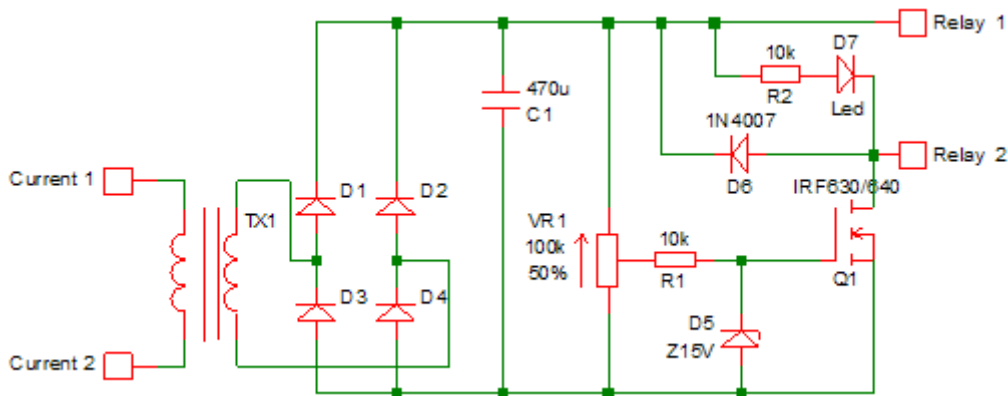 Relay 1
10k
D7
R2
Led
470u
C1
1N4007
D6
Relay 2
IRF630/640
Current 1
TX1
D1
D2
VR1
100k
50%
10k
R1
Q1
D3
D4
D5
Z15V
Current 2